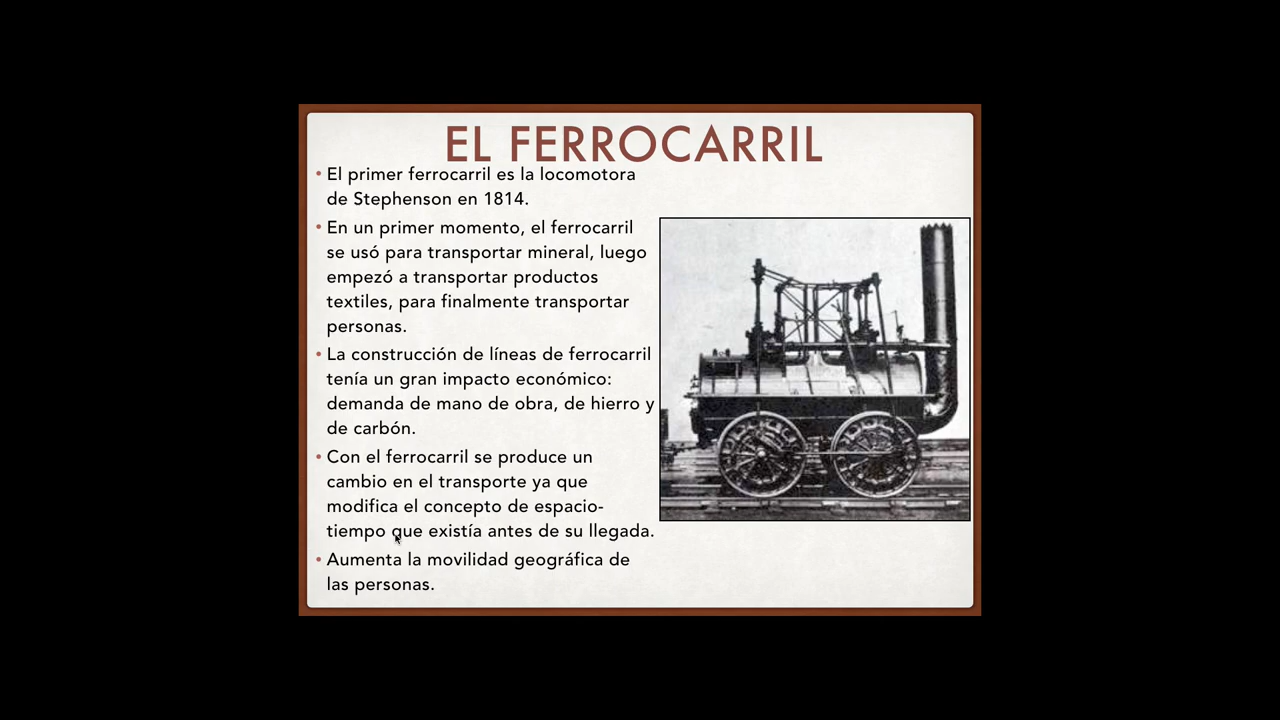 EL FERROCARRIL
• El primer ferrocarril es la locomotora
de Stephenson en 1814.
• En un primer momento, el ferrocarril
se usó para transportar mineral, luego
empezó a transportar productos
textiles, para finalmente transportar
personas.
• La construcción de líneas de ferrocarril
tenía un gran impacto económico:
demanda de mano de obra, de hierro y
de carbón.
• Con el ferrocarril se produce un
cambio en el transporte ya que
modifica el concepto de espacio-
tiempo que existía antes de su llegada.
• Aumenta la movilidad geográfica de
las personas.